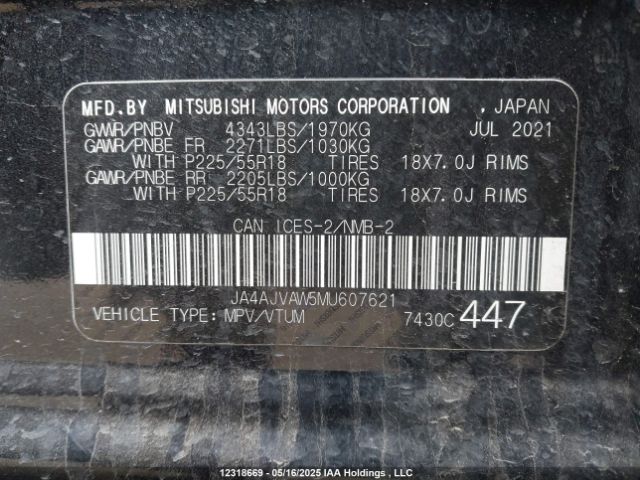 MFD.BY MITSUBISHI MOTORS CORPORATION , JAPAN
GWWR/PNBV 4343LBS/1970KG JUL 2021
GAWR/PNBE FR 2271LBS/1030KG
WITH P225/55R18 TIRES 18X7.0J RIMS
GAWR/PNBE RR 2205LBS/1000KG
WITH P225/55R18 TIRES 18X7.0J RIMS
CAN ICES-2/NMB-2
JA4AJVAW5MU607621
VEHICLE TYPE: MPV/VTUM 7430C 447
12318669 - 05/16/2025 IAA Holdings , LLC